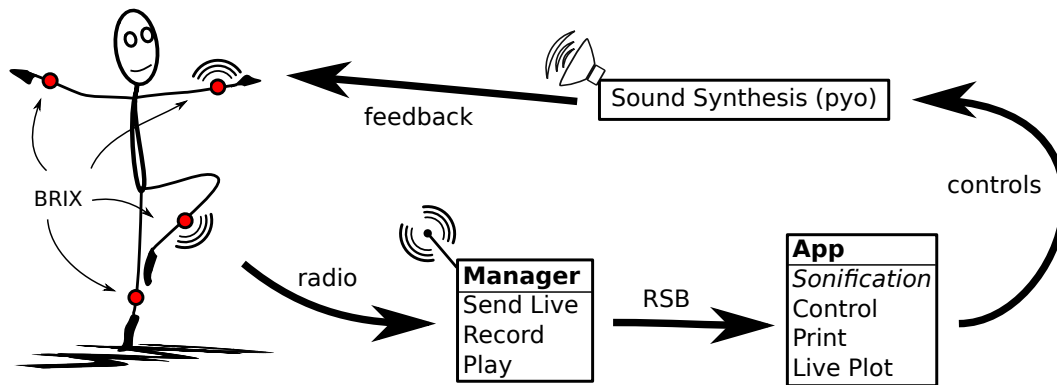 Sound Synthesis (pyo)
feedback
controls
BRIX
radio
Manager
Send Live
Record
Play
RSB
App
Sonification
Control
Print
Live Plot